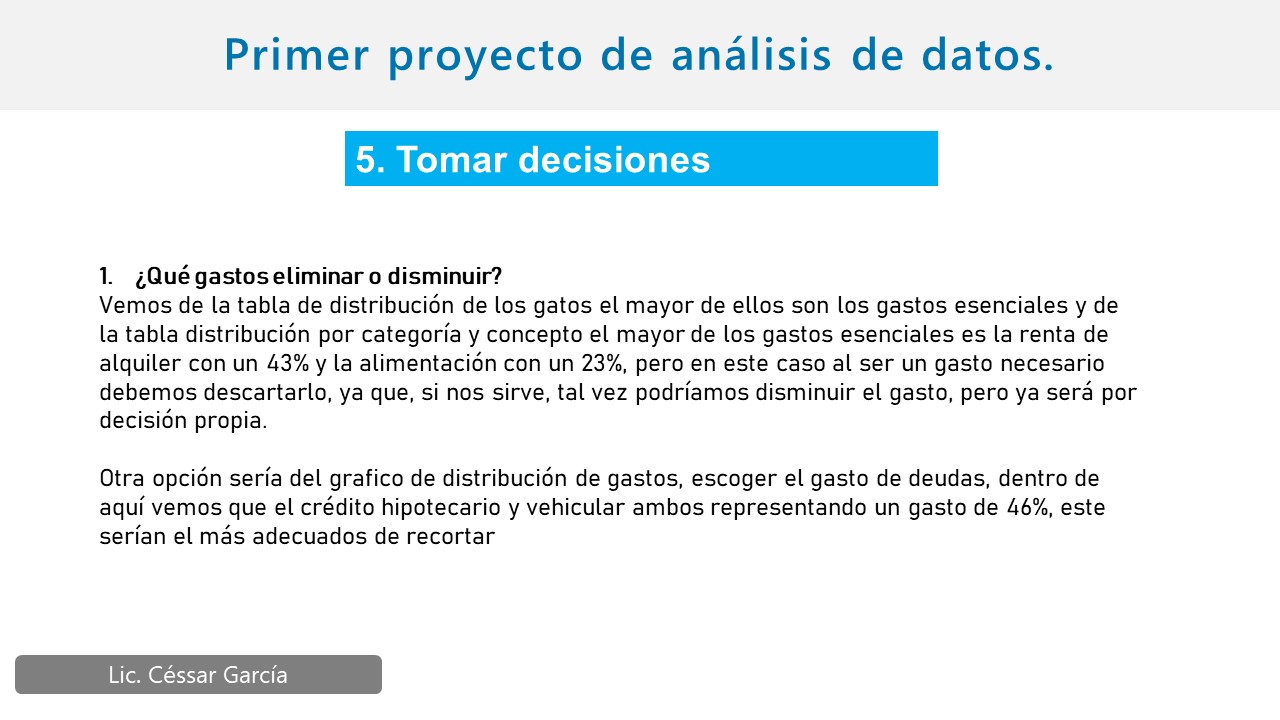 Primer proyecto de análisis de datos.
5. Tomar decisiones
1. ¿Qué gastos eliminar o disminuir?
Vemos de la tabla de distribución de los gatos el mayor de ellos son los gastos esenciales y de
la tabla distribución por categoría y concepto el mayor de los gastos esenciales es la renta de
alquiler con un 43% y la alimentación con un 23%, pero en este caso al ser un gasto necesario
debemos descartarlo, ya que, si nos sirve, tal vez podríamos disminuir el gasto, pero ya será por
decisión propia.
Otra opción sería del grafico de distribución de gastos, escoger el gasto de deudas, dentro de
aquí vemos que el crédito hipotecario y vehicular ambos representando un gasto de 46%, este
serían el más adecuados de recortar
Lic. Céssar García